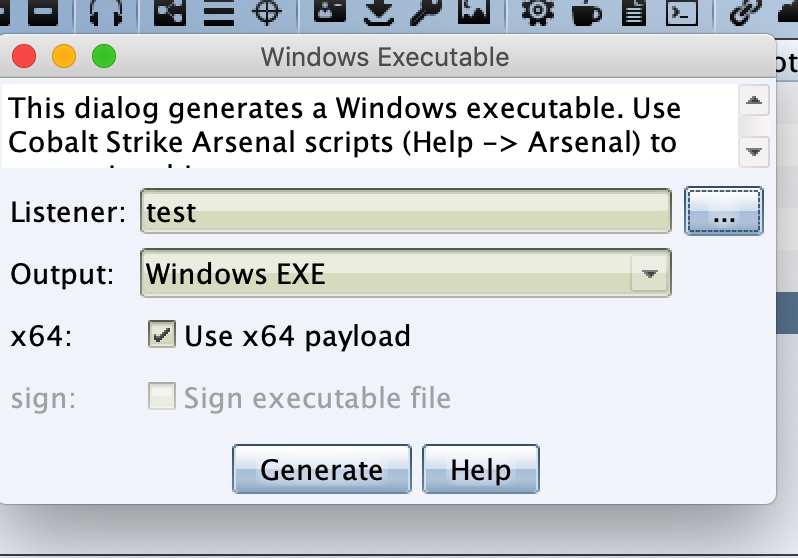 Windows Executable
This dialog generates a Windows executable. Use
Cobalt Strike Arsenal scripts (Help -> Arsenal) to
Listener: test ...
Output: Windows EXE
x64: Use x64 payload
sign: Sign executable file
Generate Help